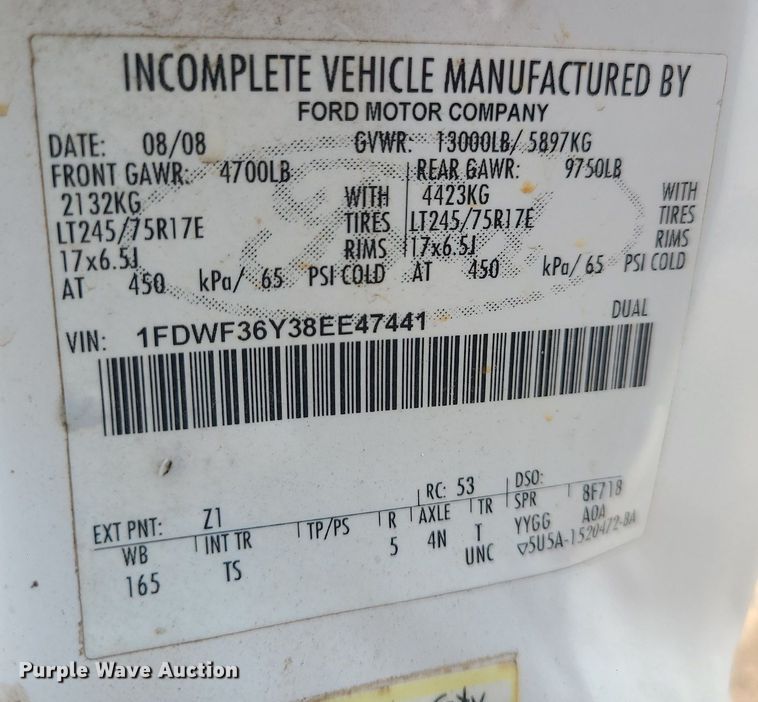 INCOMPLETE VEHICLE MANUFACTURED BY
FORD MOTOR COMPANY
DATE: 08/08 GVWR: 13000LB/ 5897KG
FRONT GAWR: 4700LB REAR GAWR: 9750LB
2132KG WITH 4423KG WITH
LT245/75R17E TIRES LT245/75R17E TIRES
17x6.5J RIMS 17x6.5J RIMS
AT 450 kPa/ 65 PSI COLD AT 450 kPa/ 65 PSI COLD
VIN: 1FDWF36Y38EE47441 DUAL
EXT PNT: Z1 RC: 53 DSO:
WB INT TR TP/PS R AXLE TR SPR 8F718
165 TS 5 4N T YYGG A0A
UNC ▽5U5A-1520472-BA
Purple Wave Auction